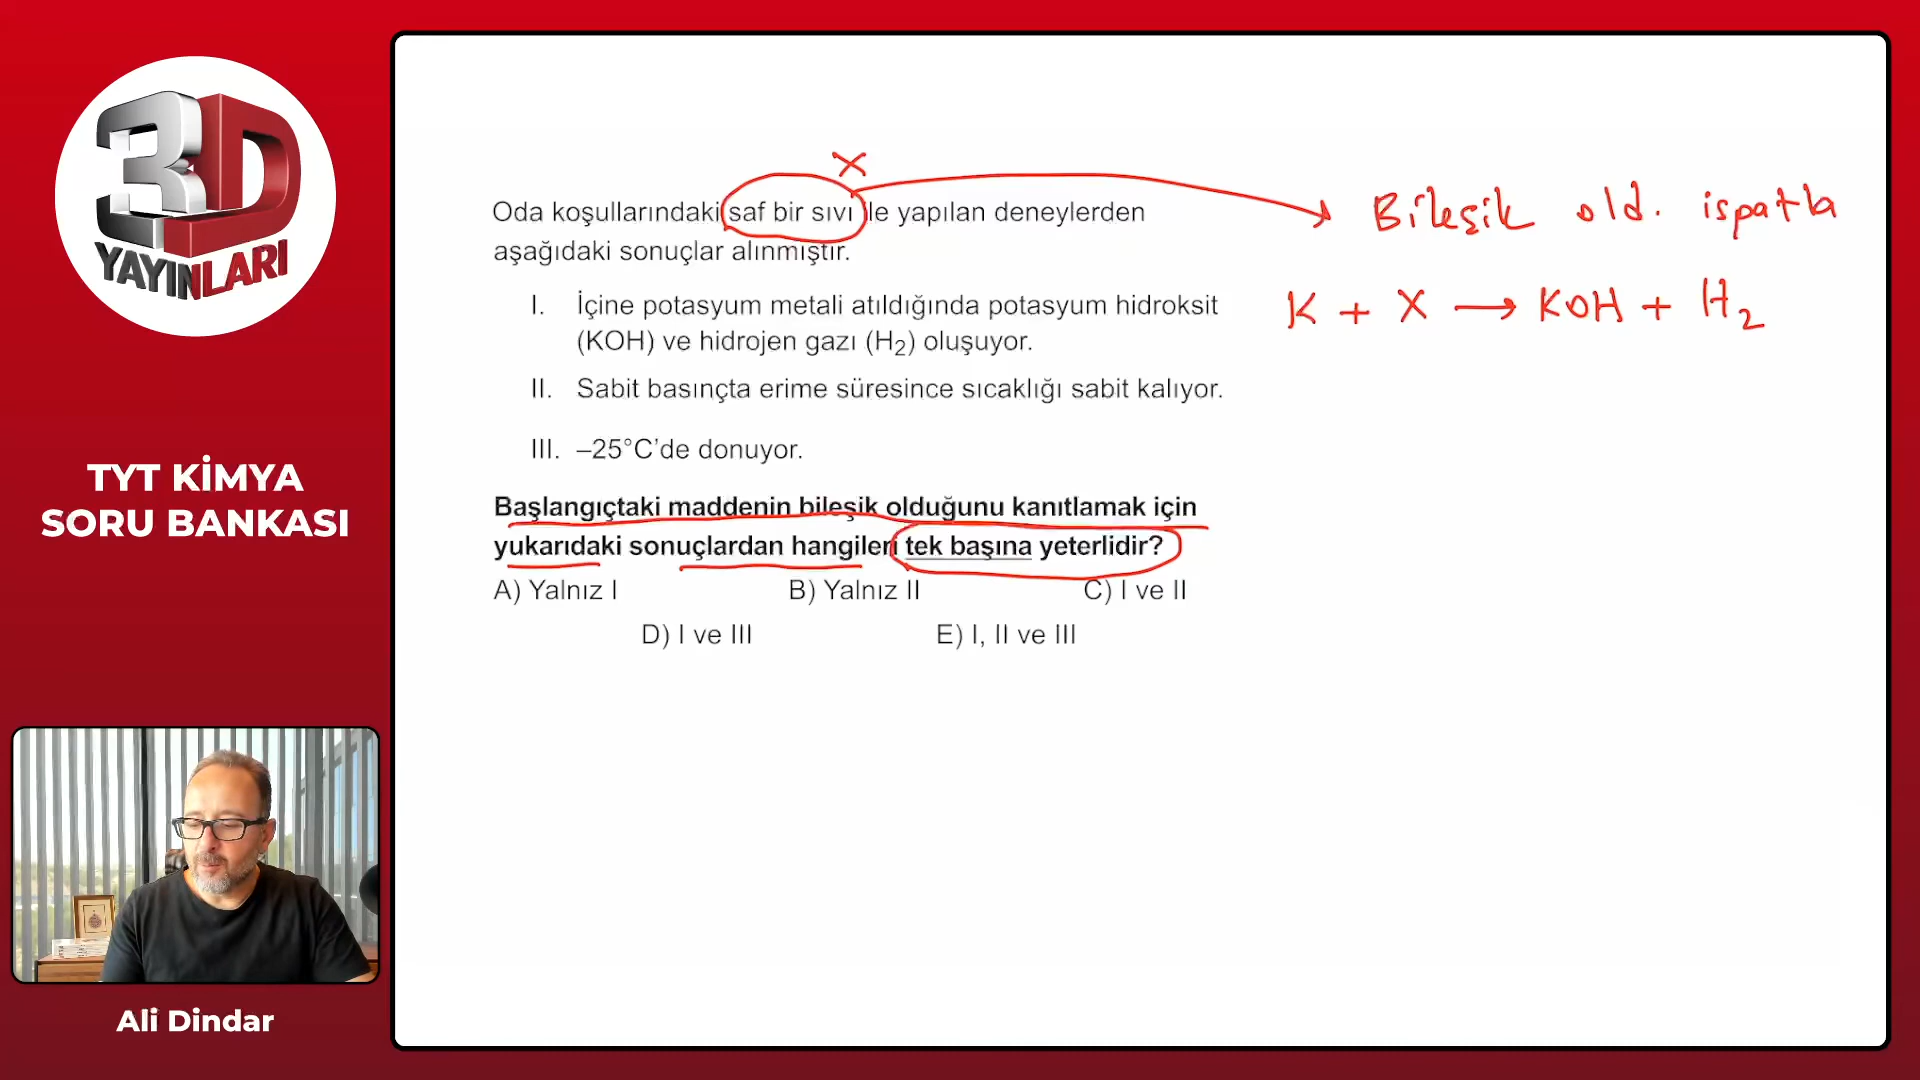 3D
YAYINLARI
TYT KİMYA
SORU BANKASI
Ali Dindar
X
Oda koşullarındaki saf bir sıvı ile yapılan deneylerden
aşağıdaki sonuçlar alınmıştır.
Bileşik old. ispatla
I. İçine potasyum metali atıldığında potasyum hidroksit
(KOH) ve hidrojen gazı (H₂) oluşuyor.
K + X → KOH + H₂
II. Sabit basınçta erime süresince sıcaklığı sabit kalıyor.
III. –25°C'de donuyor.
Başlangıçtaki maddenin bileşik olduğunu kanıtlamak için
yukarıdaki sonuçlardan hangileri tek başına yeterlidir?
A) Yalnız I B) Yalnız II C) I ve II
D) I ve III E) I, II ve III